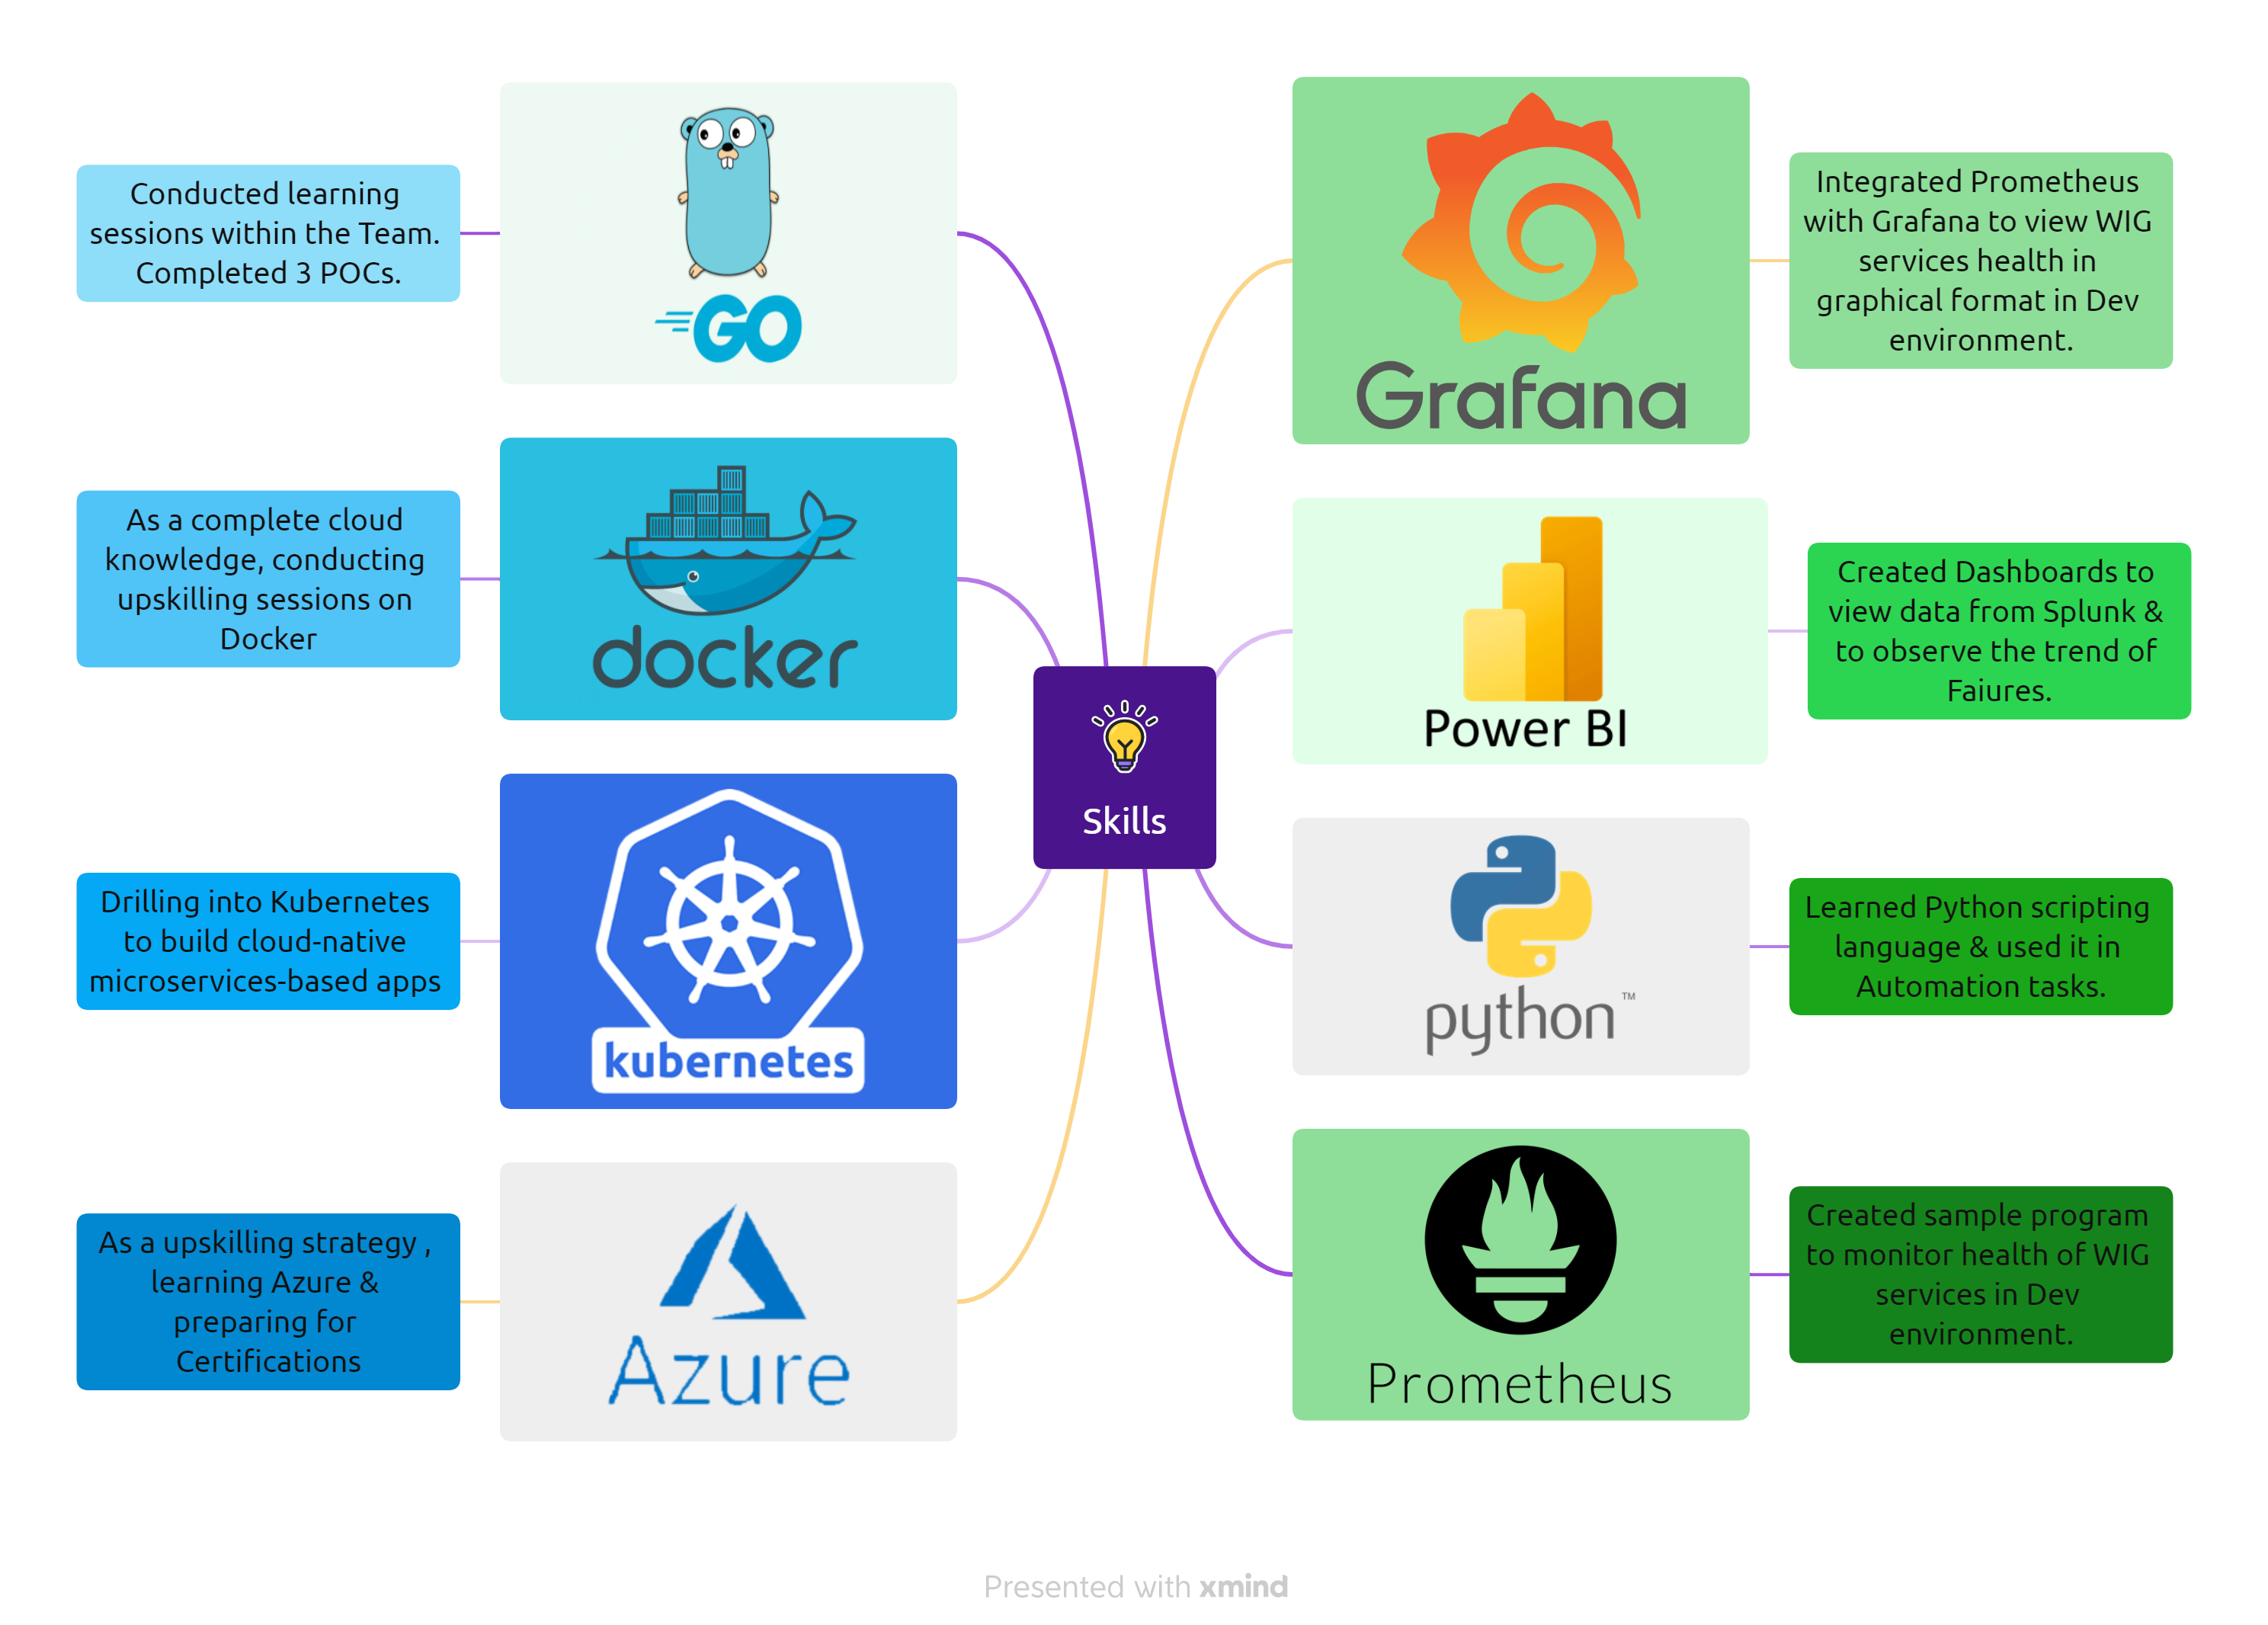 Conducted learning
sessions within the Team.
Completed 3 POCs.
GO
As a complete cloud
knowledge, conducting
upskilling sessions on
Docker
docker
Drilling into Kubernetes
to build cloud-native
microservices-based apps
kubernetes
As a upskilling strategy ,
learning Azure &
preparing for
Certifications
Azure
Skills
Grafana
Integrated Prometheus
with Grafana to view WIG
services health in
graphical format in Dev
environment.
Power BI
Created Dashboards to
view data from Splunk &
to observe the trend of
Faiures.
python™
Learned Python scripting
language & used it in
Automation tasks.
Prometheus
Created sample program
to monitor health of WIG
services in Dev
environment.
Presented with xmind